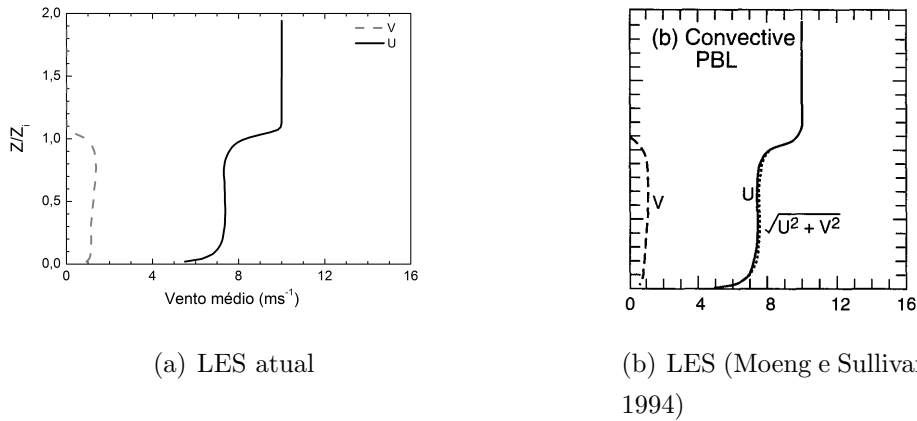 2,0
1,5
1,0
0,5
0,0
0 4 8 12 16
Z/Zi
Vento médio (ms⁻¹)
V
U
(a) LES atual
(b) Convective
PBL
U
V
√U² + V²
0 4 8 12 16
(b) LES (Moeng e Sullivan
1994)